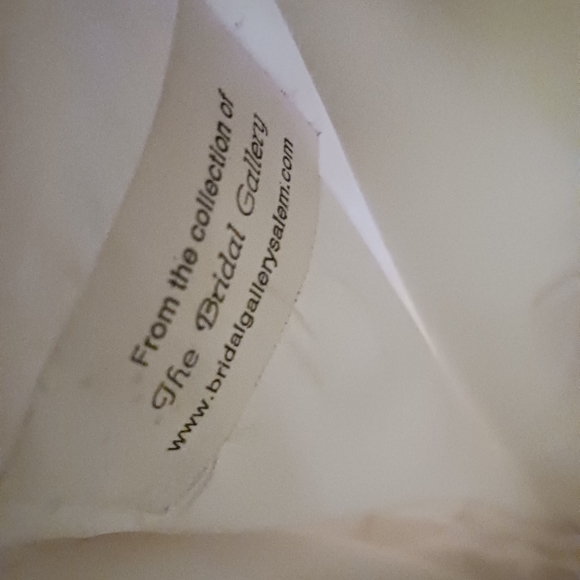 From the collection of
The Bridal Gallery
www.bridalgallerysalem.com